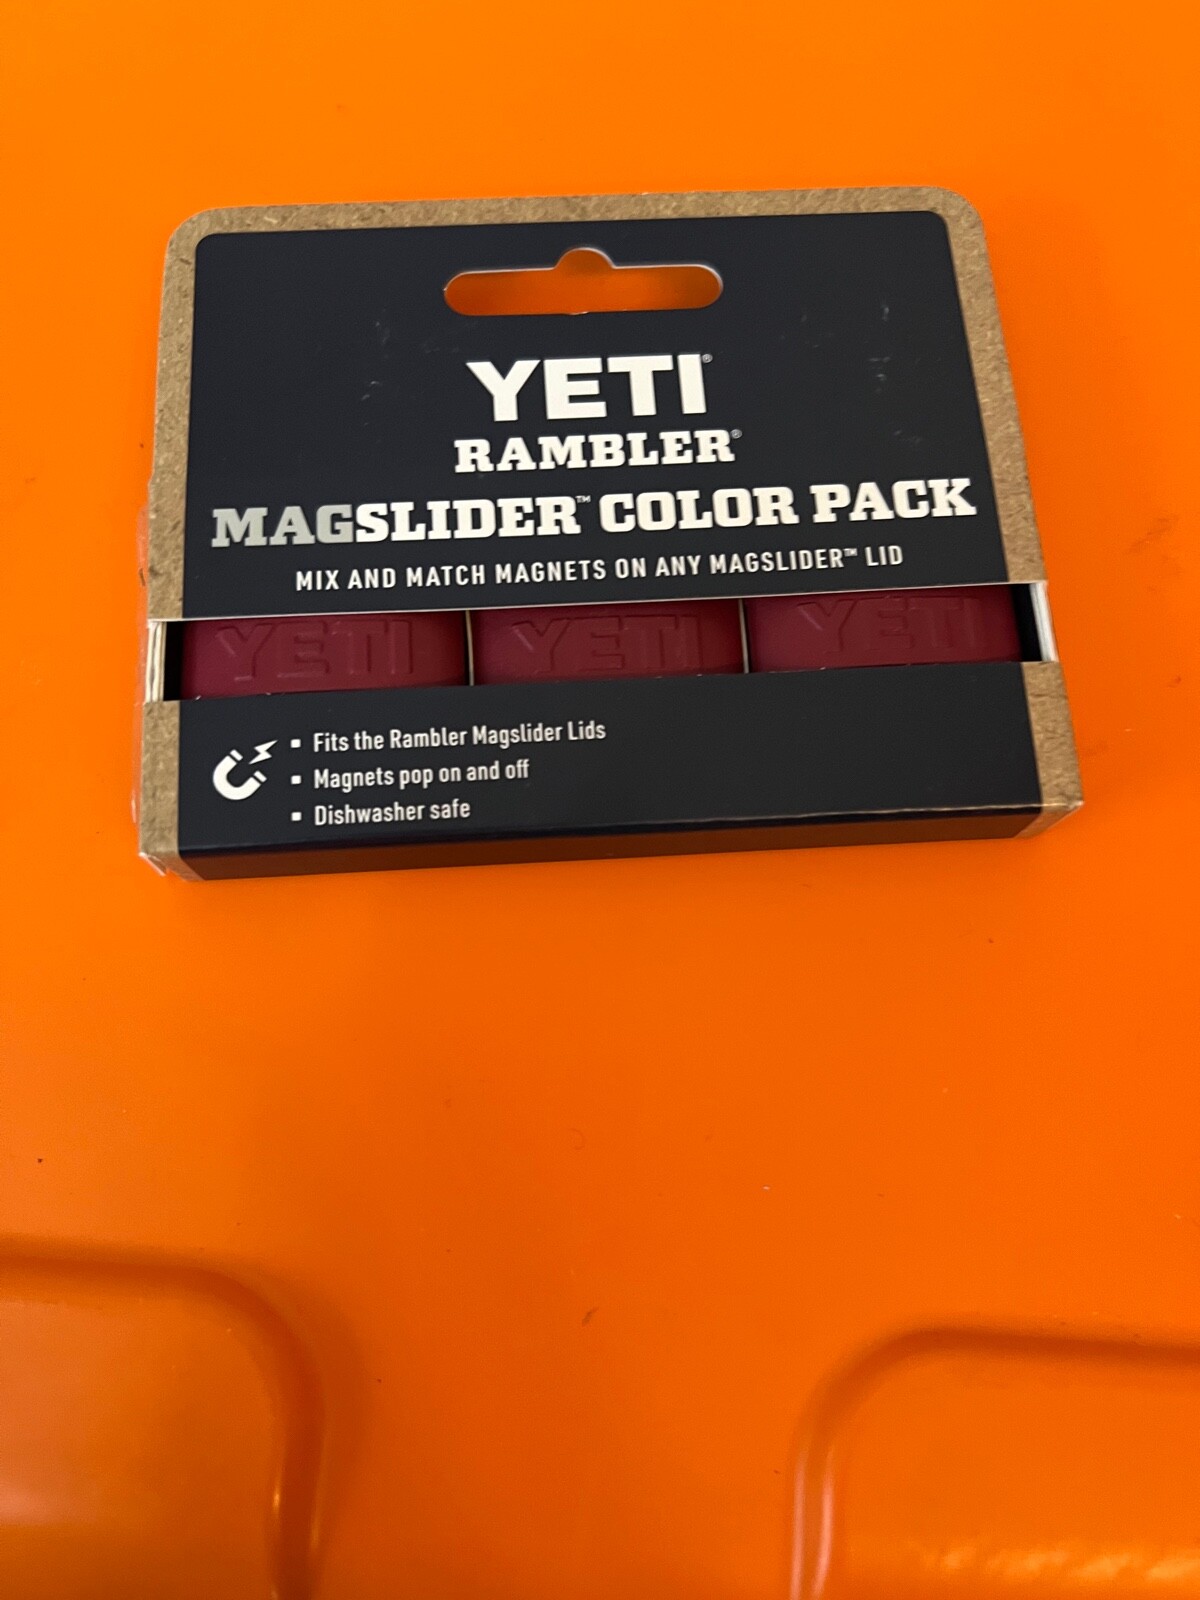 YETI®
RAMBLER®
MAGSLIDER™ COLOR PACK
MIX AND MATCH MAGNETS ON ANY MAGSLIDER™ LID
YETI YETI YETI
▪ Fits the Rambler Magslider Lids
▪ Magnets pop on and off
▪ Dishwasher safe